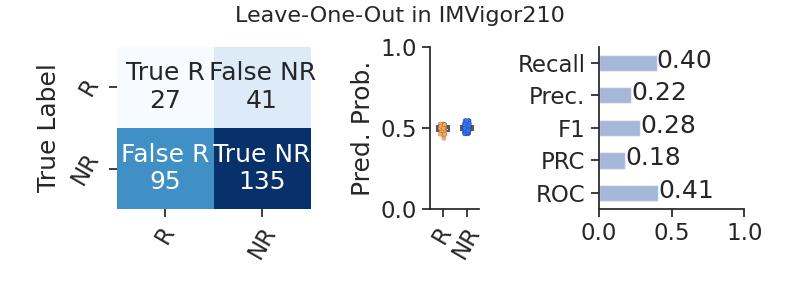 Leave-One-Out in IMVigor210
True Label
R
NR
True R
27
False NR
41
False R
95
True NR
135
R
NR
Pred. Prob.
1.0
0.5
0.0
R
NR
Recall
0.40
Prec.
0.22
F1
0.28
PRC
0.18
ROC
0.41
0.0
0.5
1.0